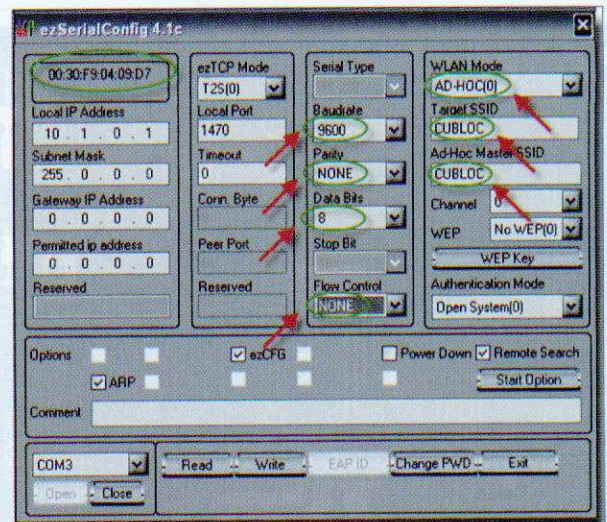 ezSerialConfig 4.1c
00:30:F9:04:09:D7
Local IP Address
10 . 1 . 0 . 1
Subnet Mask
255 . 0 . 0 . 0
Gateway IP Address
0 . 0 . 0 . 0
Permitted ip address
0 . 0 . 0 . 0
Reserved
ezTCP Mode
T2S(0)
Local Port
1470
Timeout
0
Conn. Byte
Peer Port
Reserved
Serial Type
Baudrate
9600
Parity
NONE
Data Bits
8
Stop Bit
Flow Control
NONE
WLAN Mode
AD-HOC(0)
Target SSID
CUBLOC
Ad-Hoc Master SSID
CUBLOC
Channel
WEP No WEP(0)
WEP Key
Authentication Mode
Open System(0)
Options
ezCFG
Power Down
Remote Search
ARP
Start Option
Comment
COM3
Read
Write
EAP ID
Change PWD
Exit
Open
Close